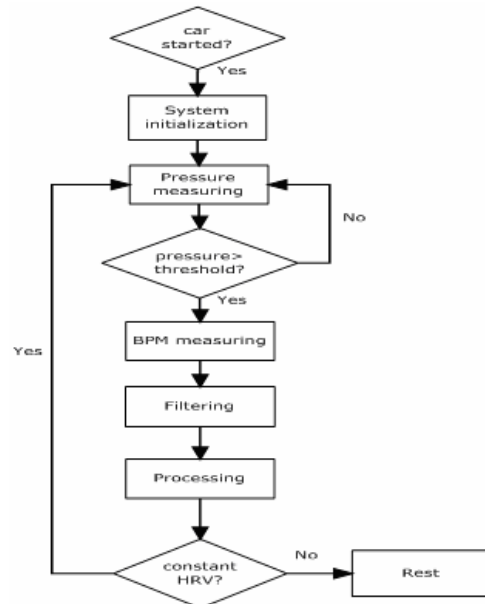 car
started?
Yes
System
initialization
Pressure
measuring
No
pressure>
threshold?
Yes
BPM measuring
Yes
Filtering
Processing
constant
HRV?
No
Rest